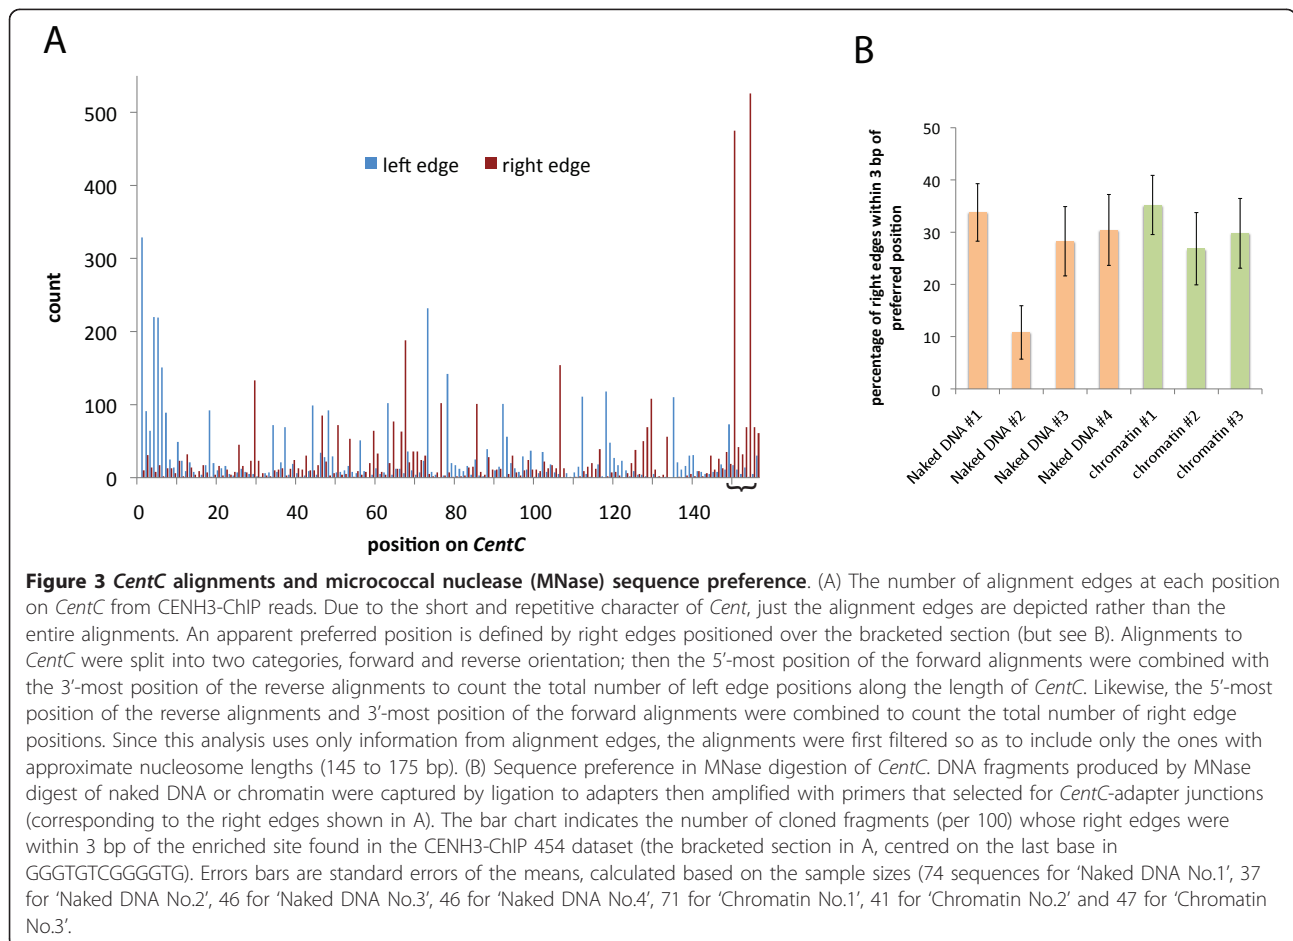 A
500
400
300
200
100
0
count
left edge
right edge
0
20
40
60
80
100
120
140
position on CentC
B
50
40
30
20
10
0
percentage of right edges within 3 bp of
preferred position
Naked DNA #1
Naked DNA #2
Naked DNA #3
Naked DNA #4
chromatin #1
chromatin #2
chromatin #3
Figure 3 CentC alignments and micrococcal nuclease (MNase) sequence preference. (A) The number of alignment edges at each position
on CentC from CENH3-ChIP reads. Due to the short and repetitive character of Cent, just the alignment edges are depicted rather than the
entire alignments. An apparent preferred position is defined by right edges positioned over the bracketed section (but see B). Alignments to
CentC were split into two categories, forward and reverse orientation; then the 5’-most position of the forward alignments were combined with
the 3’-most position of the reverse alignments to count the total number of left edge positions along the length of CentC. Likewise, the 5’-most
position of the reverse alignments and 3’-most position of the forward alignments were combined to count the total number of right edge
positions. Since this analysis uses only information from alignment edges, the alignments were first filtered so as to include only the ones with
approximate nucleosome lengths (145 to 175 bp). (B) Sequence preference in MNase digestion of CentC. DNA fragments produced by MNase
digest of naked DNA or chromatin were captured by ligation to adapters then amplified with primers that selected for CentC-adapter junctions
(corresponding to the right edges shown in A). The bar chart indicates the number of cloned fragments (per 100) whose right edges were
within 3 bp of the enriched site found in the CENH3-ChIP 454 dataset (the bracketed section in A, centred on the last base in
GGGTGTCGGGGTG). Errors bars are standard errors of the means, calculated based on the sample sizes (74 sequences for ‘Naked DNA No.1’, 37
for ‘Naked DNA No.2’, 46 for ‘Naked DNA No.3’, 46 for ‘Naked DNA No.4’, 71 for ‘Chromatin No.1’, 41 for ‘Chromatin No.2’ and 47 for ‘Chromatin
No.3’.